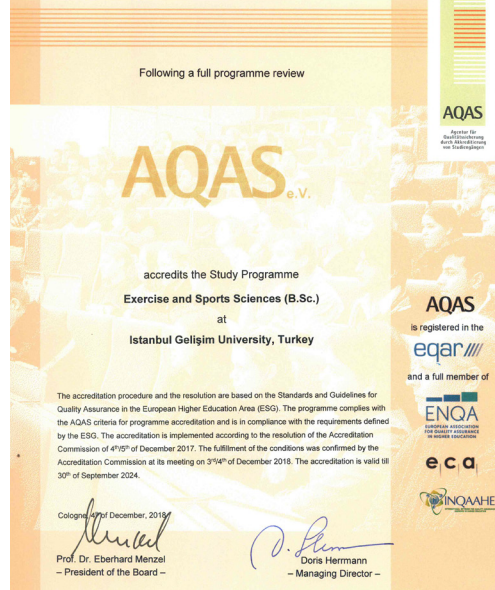 Following a full programme review
AQAS
e.V.
accredits the Study Programme
Exercise and Sports Sciences (B.Sc.)
at
Istanbul Gelişim University, Turkey
The accreditation procedure and the resolution are based on the Standards and Guidelines for
Quality Assurance in the European Higher Education Area (ESG). The programme complies with
the AQAS criteria for programme accreditation and is in compliance with the requirements defined
by the ESG. The accreditation is implemented according to the resolution of the Accreditation
Commission of 4th/5th of December 2017. The fulfillment of the conditions was confirmed by the
Accreditation Commission at its meeting on 3rd/4th of December 2018. The accreditation is valid till
30th of September 2024.
Cologne, 4th of December, 2018
Prof. Dr. Eberhard Menzel
– President of the Board –
Doris Herrmann
– Managing Director –
AQAS
Agentur für
Qualitätssicherung
durch Akkreditierung
von Studiengängen
AQAS
is registered in the
eqar////
and a full member of
ENQA
EUROPEAN ASSOCIATION
FOR QUALITY ASSURANCE
IN HIGHER EDUCATION
eca
INQAAHE